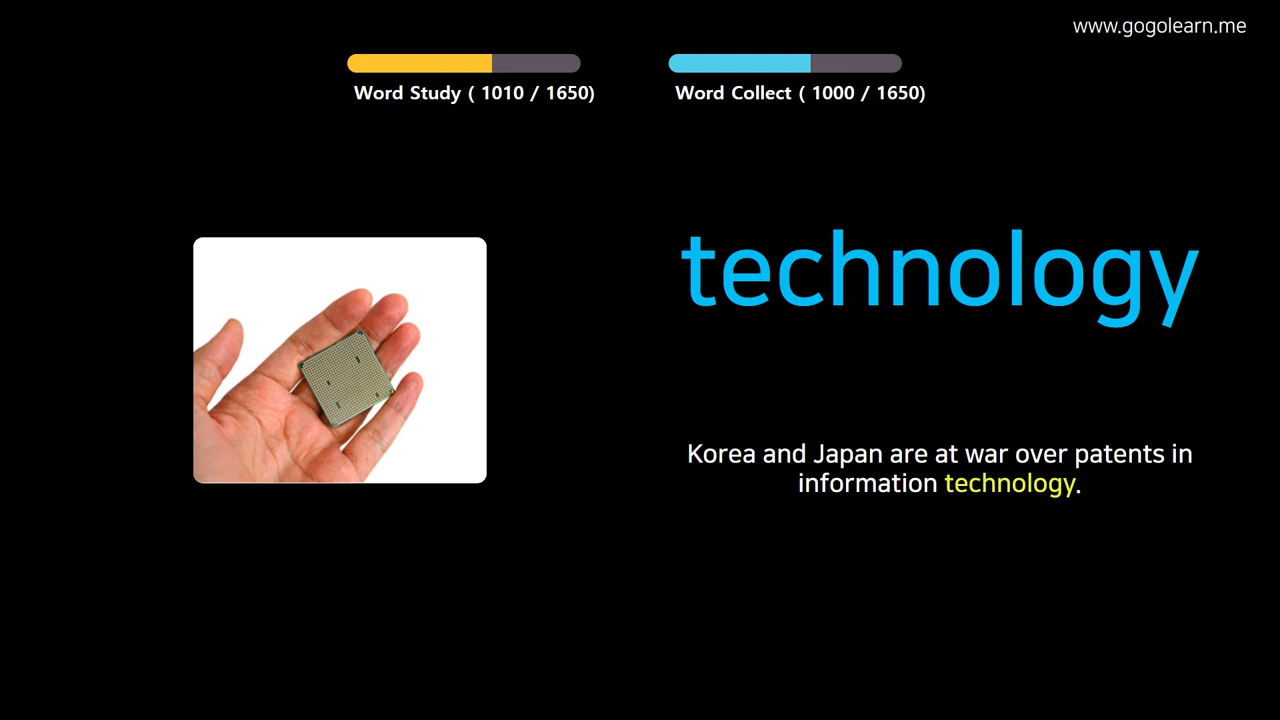 www.gogolearn.me
Word Study ( 1010 / 1650)
Word Collect ( 1000 / 1650)
technology
Korea and Japan are at war over patents in
information technology.